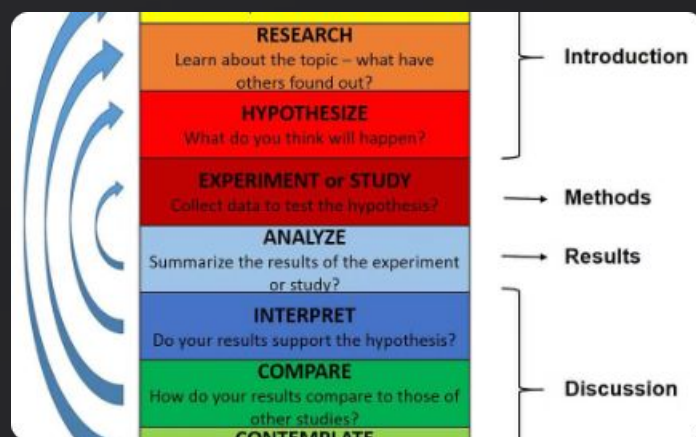 RESEARCH
Learn about the topic – what have
others found out?
HYPOTHESIZE
What do you think will happen?
EXPERIMENT or STUDY
Collect data to test the hypothesis?
ANALYZE
Summarize the results of the experiment
or study?
INTERPRET
Do your results support the hypothesis?
COMPARE
How do your results compare to those of
other studies?
CONTEMPLATE
Introduction
Methods
Results
Discussion